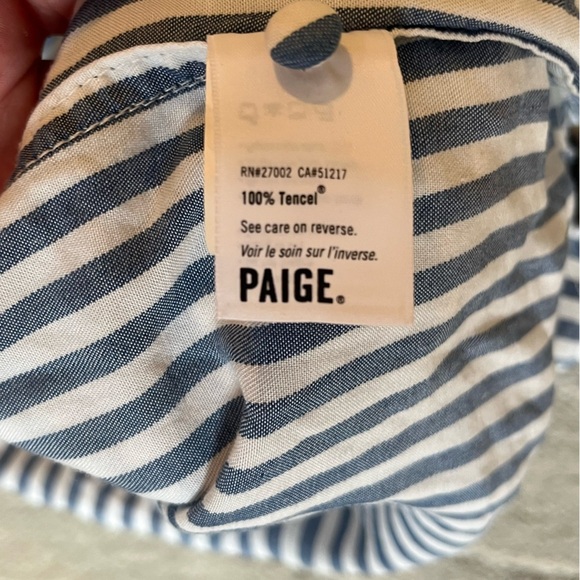 RN#27002 CA#51217
100% Tencel®
See care on reverse.
Voir le soin sur l'inverse.
PAIGE®